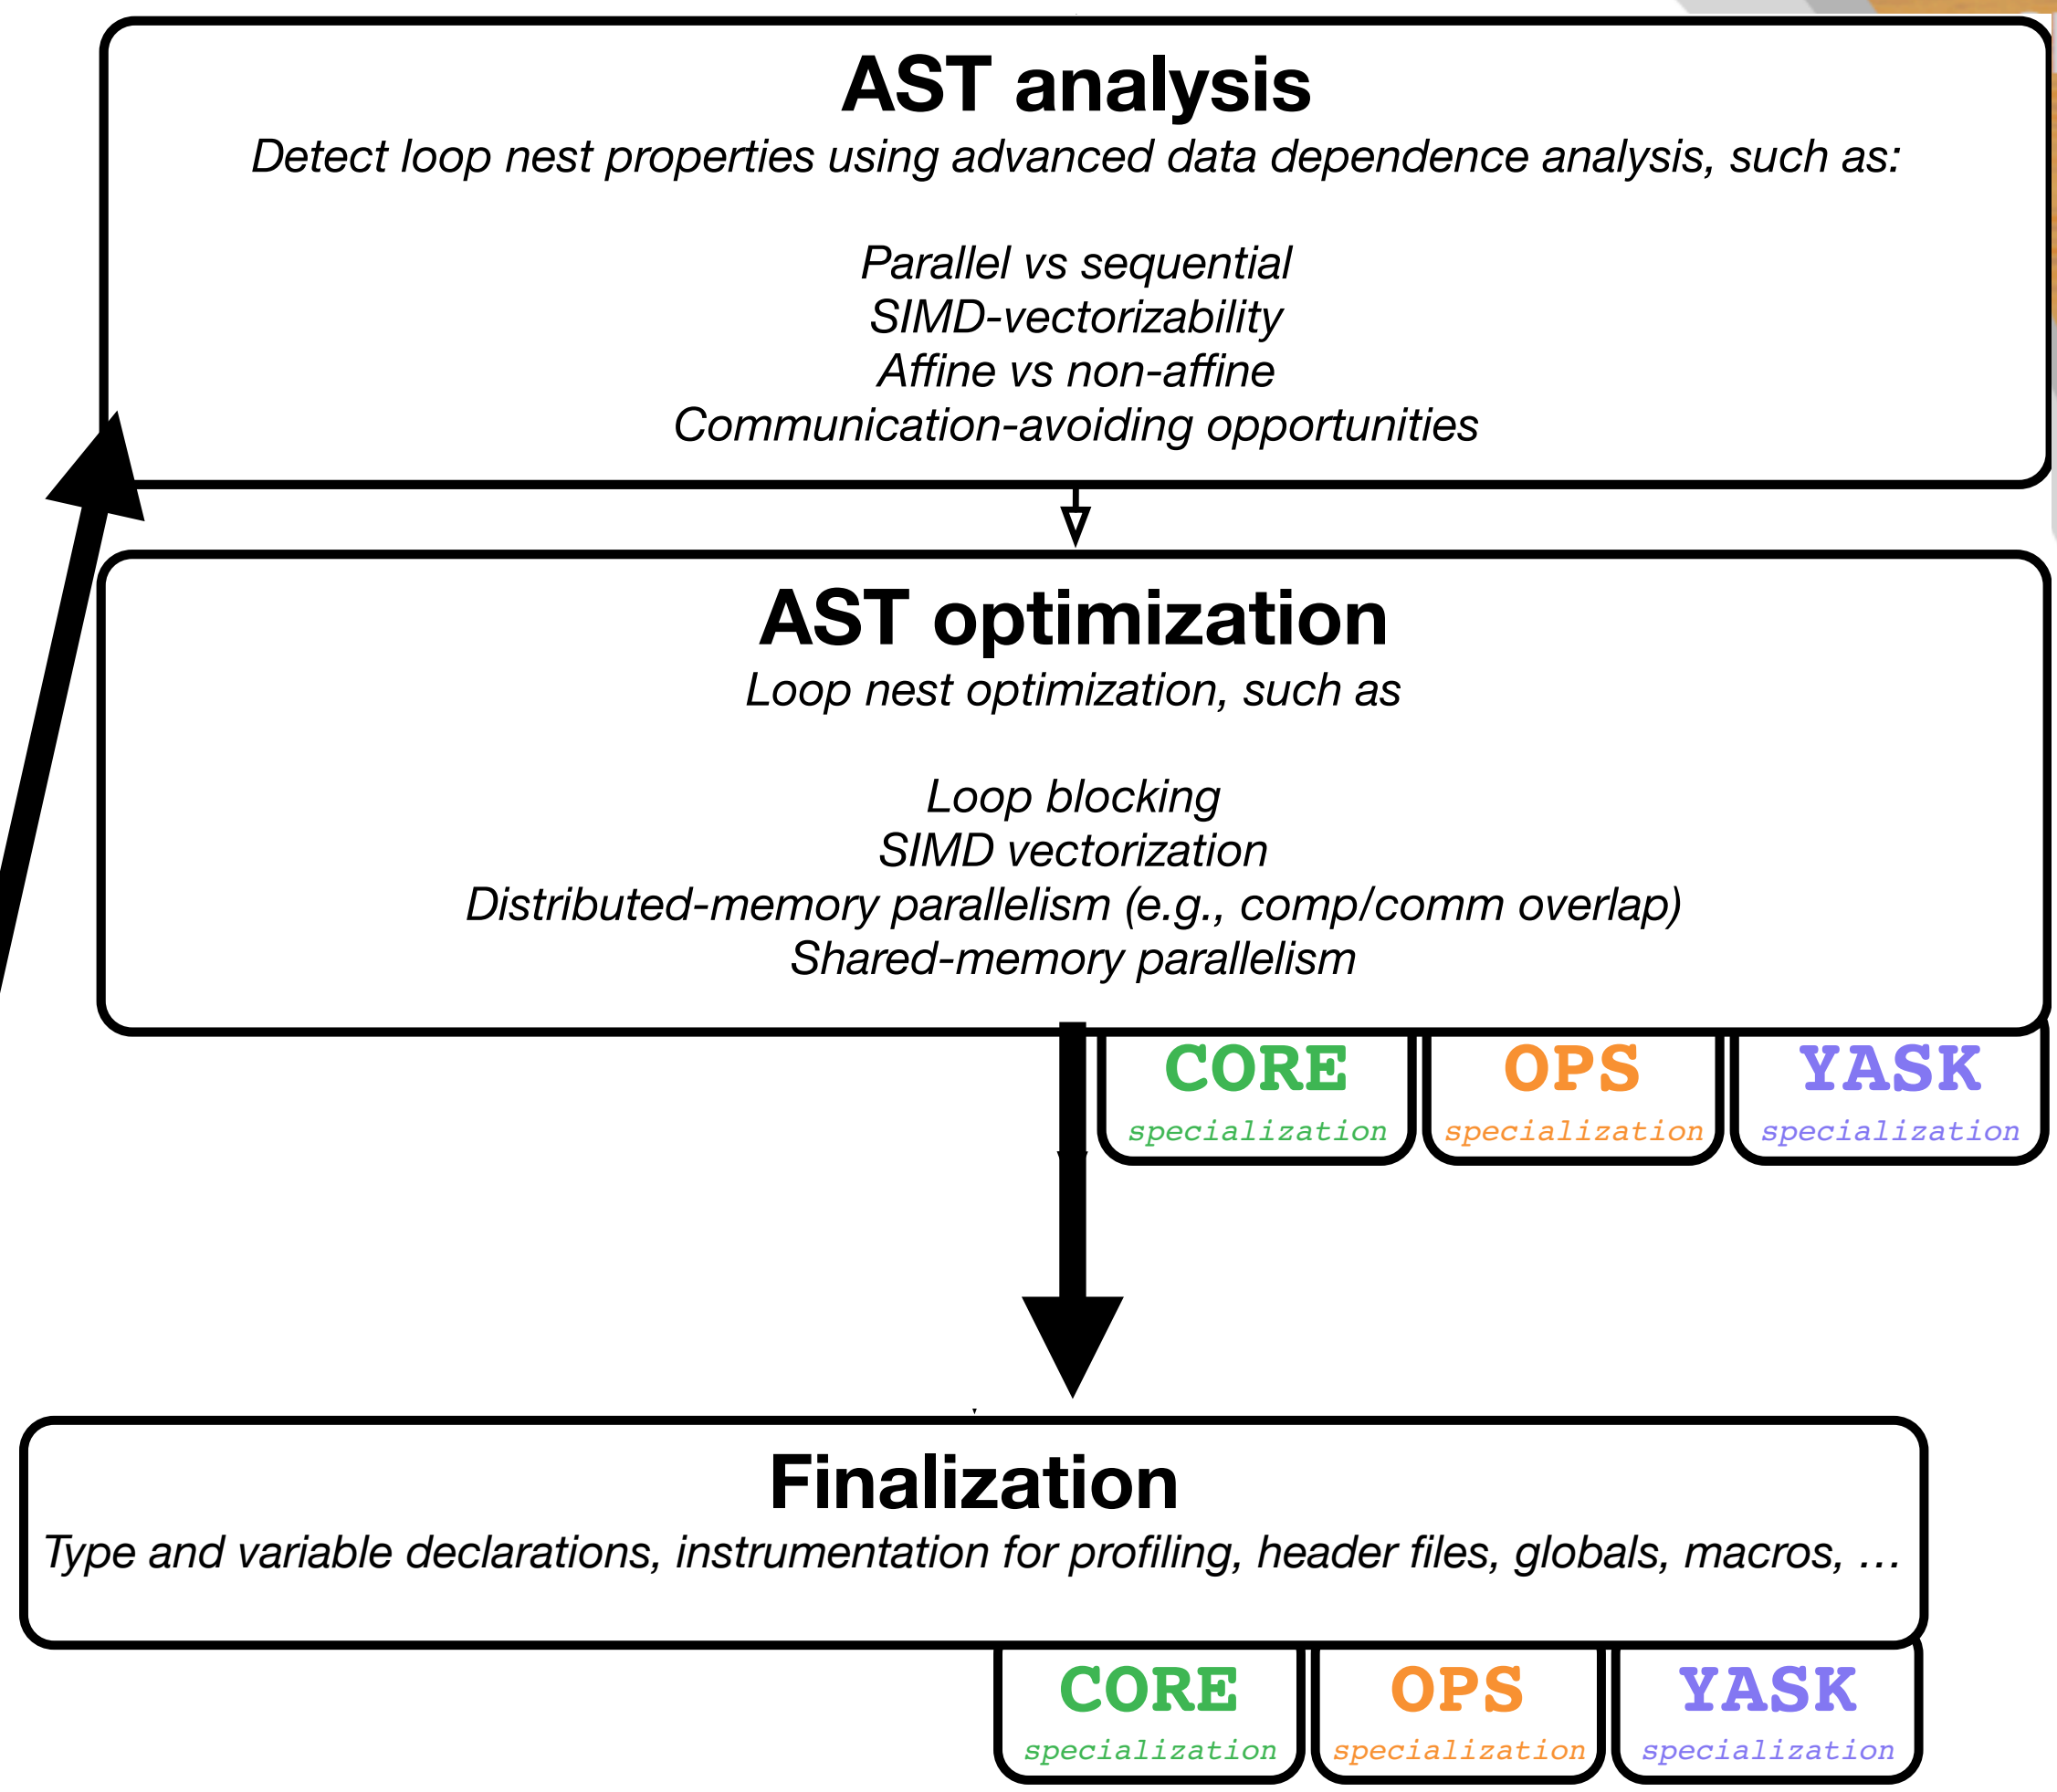 AST analysis
Detect loop nest properties using advanced data dependence analysis, such as:
Parallel vs sequential
SIMD-vectorizability
Affine vs non-affine
Communication-avoiding opportunities
AST optimization
Loop nest optimization, such as
Loop blocking
SIMD vectorization
Distributed-memory parallelism (e.g., comp/comm overlap)
Shared-memory parallelism
CORE OPS YASK
specialization specialization specialization
Finalization
Type and variable declarations, instrumentation for profiling, header files, globals, macros, ...
CORE OPS YASK
specialization specialization specialization